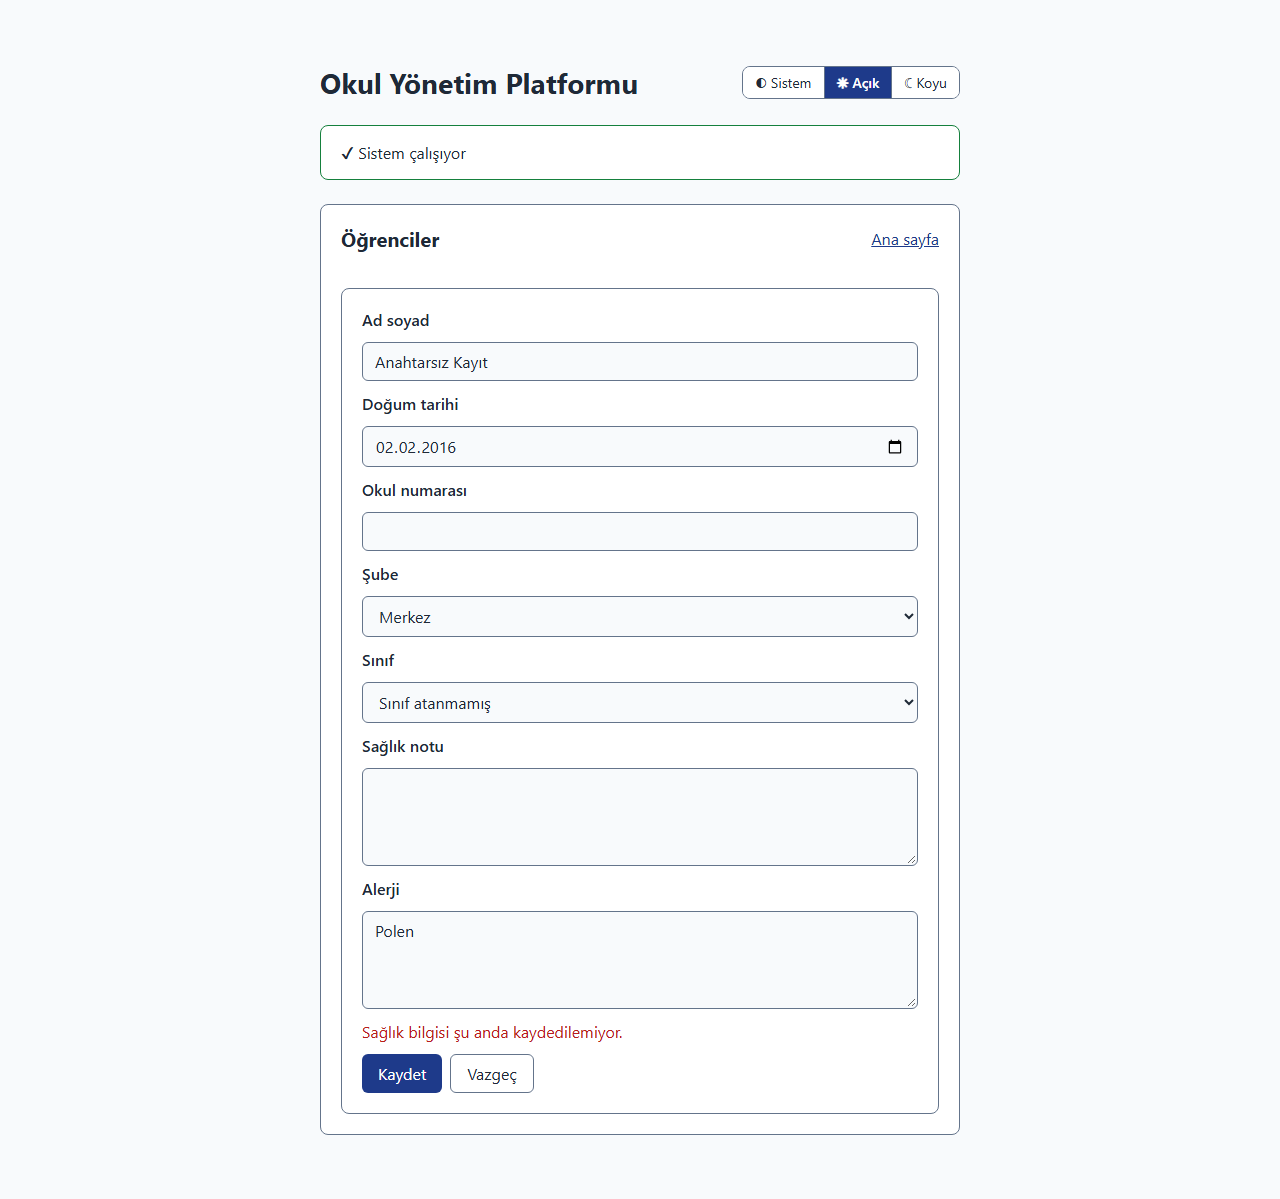 Okul Yönetim Platformu
◐ Sistem ✱ Açık ☾ Koyu
✓ Sistem çalışıyor
Öğrenciler Ana sayfa
Ad soyad
Anahtarsız Kayıt
Doğum tarihi
02.02.2016
Okul numarası
Şube
Merkez
Sınıf
Sınıf atanmamış
Sağlık notu
Alerji
Polen
Sağlık bilgisi şu anda kaydedilemiyor.
Kaydet Vazgeç